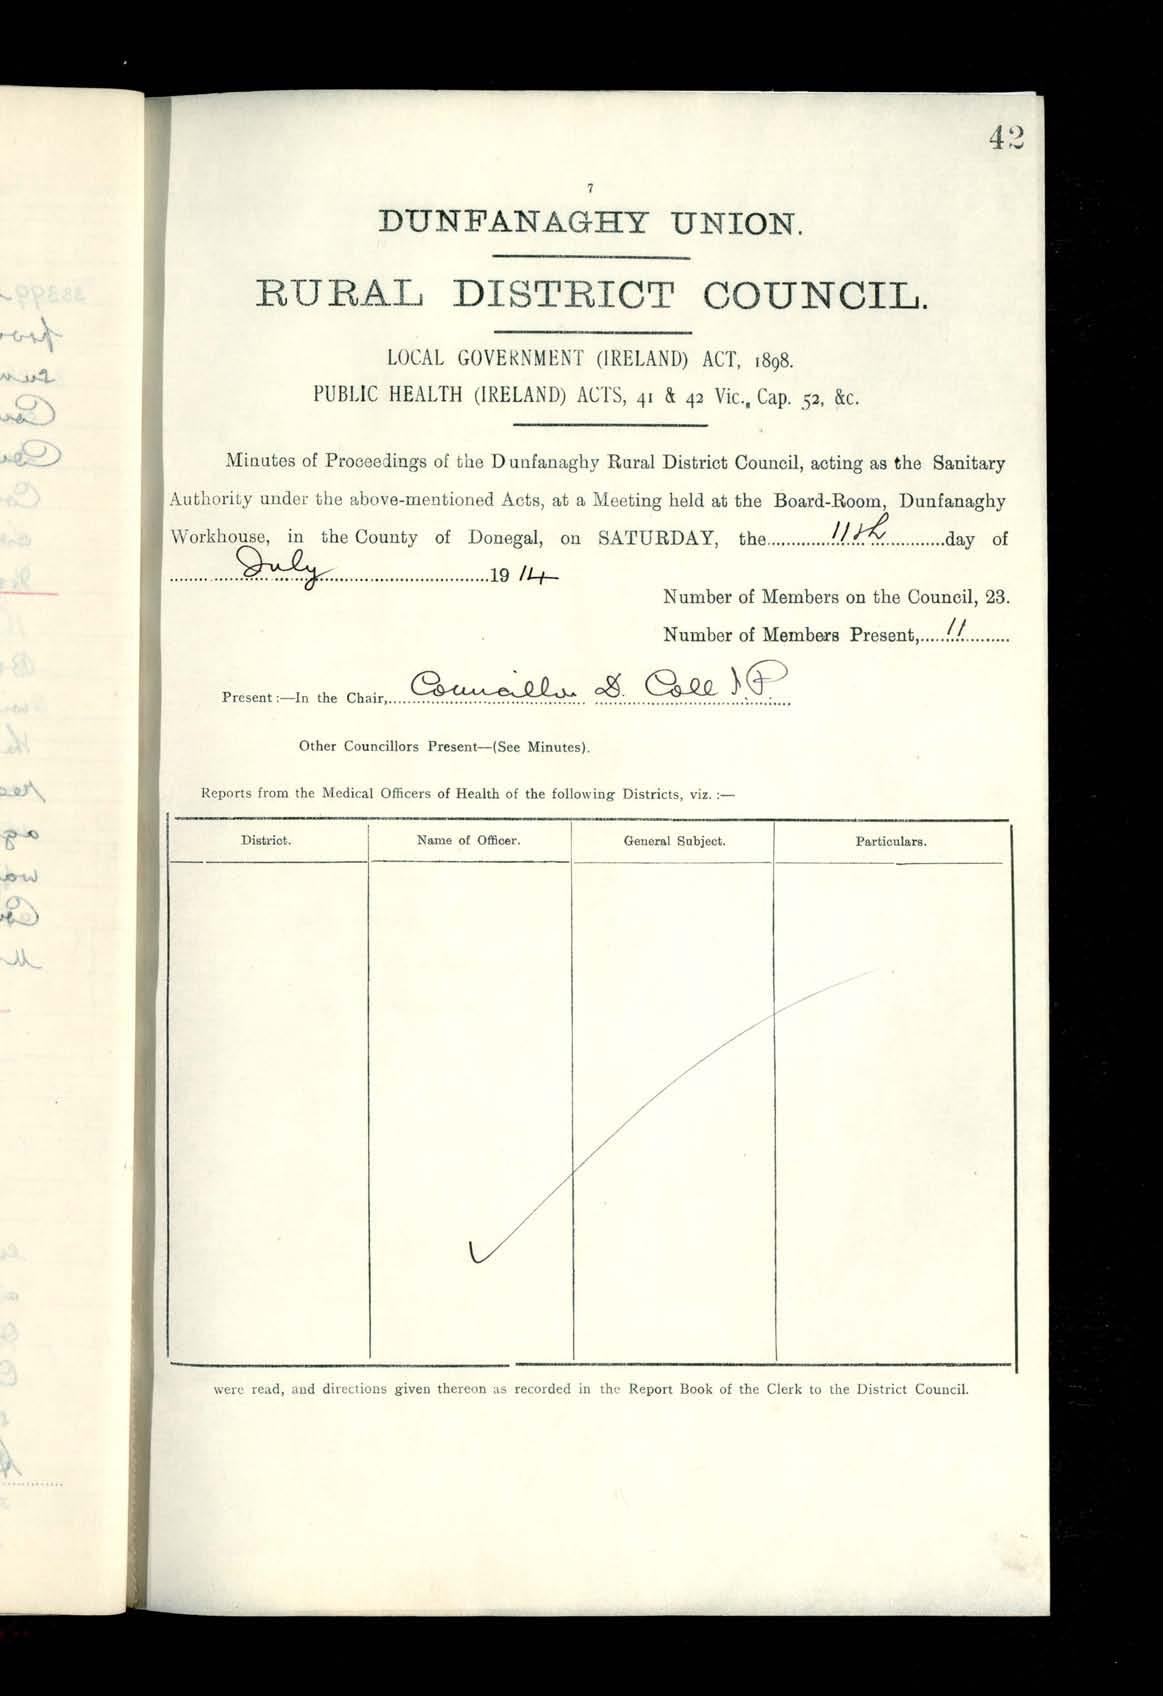 42
7
DUNFANAGHY UNION.
RURAL DISTRICT COUNCIL.
LOCAL GOVERNMENT (IRELAND) ACT, 1898.
PUBLIC HEALTH (IRELAND) ACTS, 41 & 42 Vic., Cap. 52, &c.
Minutes of Proceedings of the Dunfanaghy Rural District Council, acting as the Sanitary
Authority under the above-mentioned Acts, at a Meeting held at the Board-Room, Dunfanaghy
Workhouse, in the County of Donegal, on SATURDAY, the 11th day of
July 1914
Number of Members on the Council, 23.
Number of Members Present, 11
Present:—In the Chair, Councillor D. Coll J.P.
Other Councillors Present—(See Minutes).
Reports from the Medical Officers of Health of the following Districts, viz. :—
District. Name of Officer. General Subject. Particulars.
were read, and directions given thereon as recorded in the Report Book of the Clerk to the District Council.